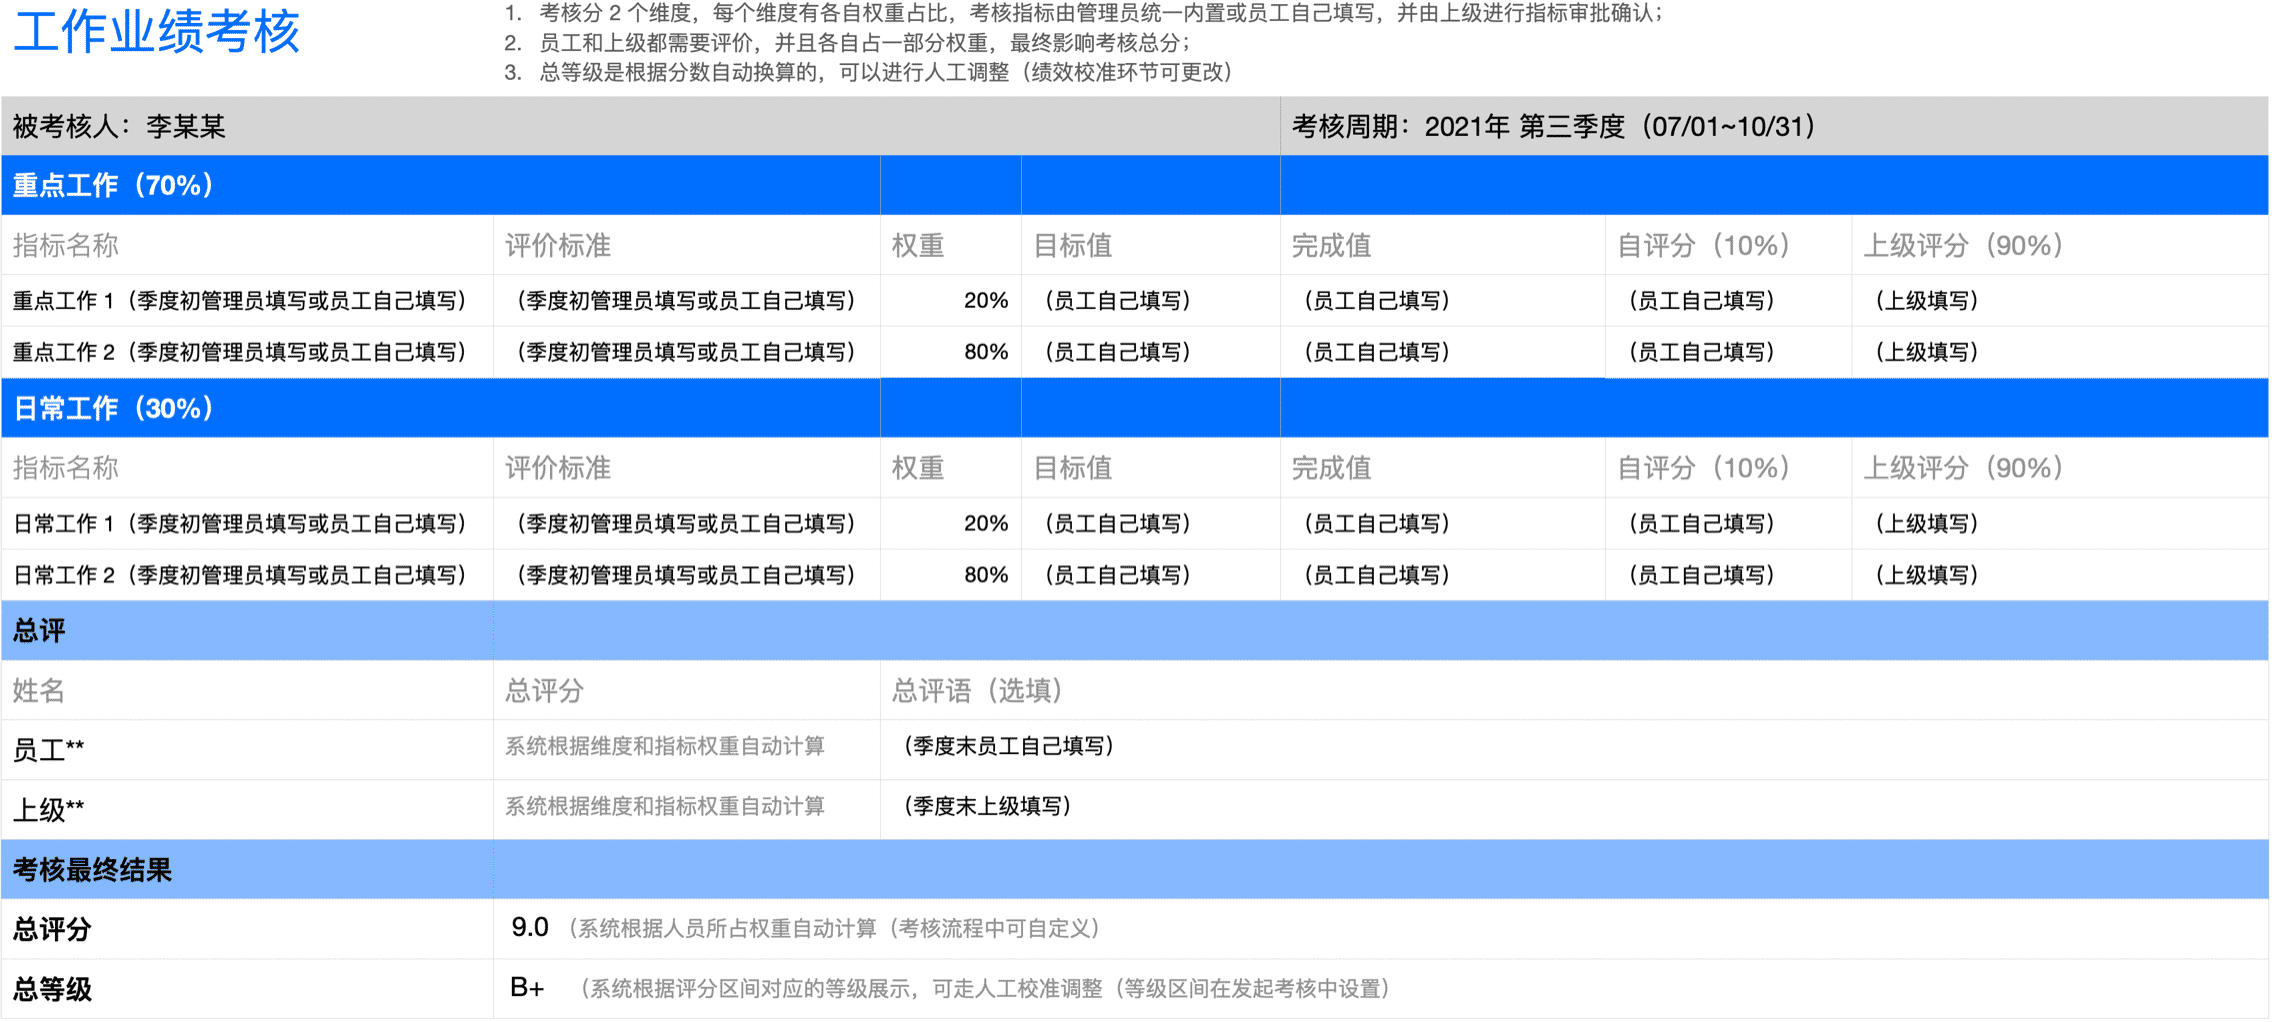 工作业绩考核
1. 考核分 2 个维度，每个维度有各自权重占比，考核指标由管理员统一内置或员工自己填写，并由上级进行指标审批确认；
2. 员工和上级都需要评价，并且各自占一部分权重，最终影响考核总分；
3. 总等级是根据分数自动换算的，可以进行人工调整（绩效校准环节可更改）
被考核人：李某某 考核周期：2021年 第三季度（07/01~10/31）
重点工作（70%）
指标名称 评价标准 权重 目标值 完成值 自评分（10%） 上级评分（90%）
重点工作 1（季度初管理员填写或员工自己填写） （季度初管理员填写或员工自己填写） 20% （员工自己填写） （员工自己填写） （员工自己填写） （上级填写）
重点工作 2（季度初管理员填写或员工自己填写） （季度初管理员填写或员工自己填写） 80% （员工自己填写） （员工自己填写） （员工自己填写） （上级填写）
日常工作（30%）
指标名称 评价标准 权重 目标值 完成值 自评分（10%） 上级评分（90%）
日常工作 1（季度初管理员填写或员工自己填写） （季度初管理员填写或员工自己填写） 20% （员工自己填写） （员工自己填写） （员工自己填写） （上级填写）
日常工作 2（季度初管理员填写或员工自己填写） （季度初管理员填写或员工自己填写） 80% （员工自己填写） （员工自己填写） （员工自己填写） （上级填写）
总评
姓名 总评分 总评语（选填）
员工** 系统根据维度和指标权重自动计算 （季度末员工自己填写）
上级** 系统根据维度和指标权重自动计算 （季度末上级填写）
考核最终结果
总评分 9.0 （系统根据人员所占权重自动计算（考核流程中可自定义）
总等级 B+ （系统根据评分区间对应的等级展示，可走人工校准调整（等级区间在发起考核中设置）